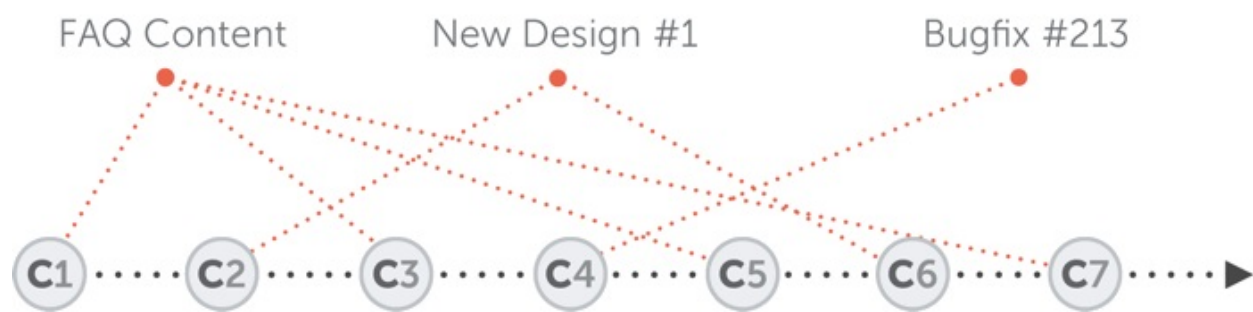 FAQ Content New Design #1 Bugfix #213
C1 C2 C3 C4 C5 C6 C7